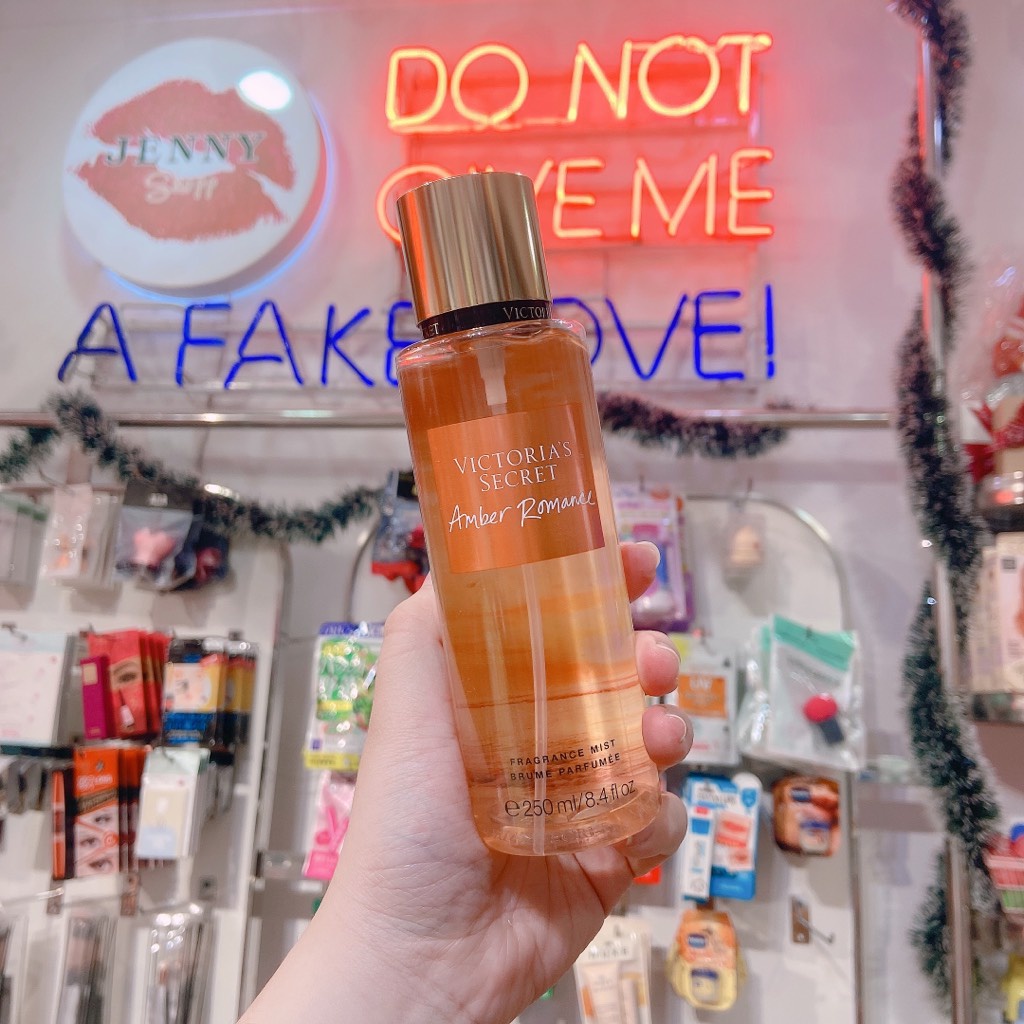 JENNY
DO NOT
VE ME
A FAKE OVE!
VICTORIA'S
SECRET
Amber Romance
FRAGRANCE MIST
BRUME PARFUMÉE
e 250 ml/8.4 fl oz